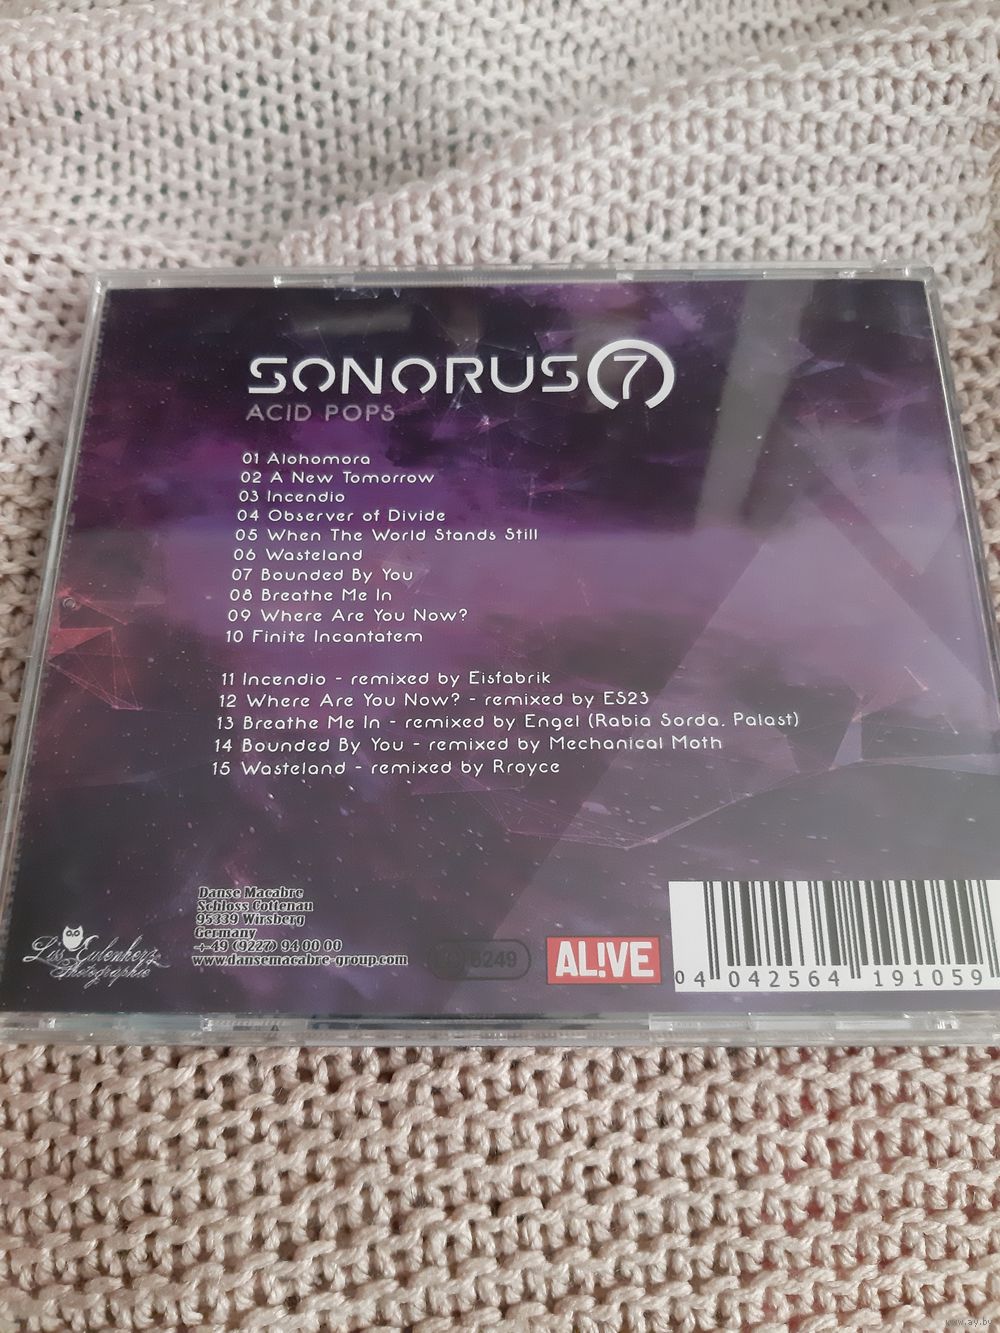 SONORUS 7
ACID POPS
01 Alohomora
02 A New Tomorrow
03 Incendio
04 Observer of Divide
05 When The World Stands Still
06 Wasteland
07 Bounded By You
08 Breathe Me In
09 Where Are You Now?
10 Finite Incantatem
11 Incendio - remixed by Eisfabrik
12 Where Are You Now? - remixed by ES23
13 Breathe Me In - remixed by Engel (Rabia Sorda, Palast)
14 Bounded By You - remixed by Mechanical Moth
15 Wasteland - remixed by Rroyce
Danse Macabre
Schloss Cottenau
95339 Wirsberg
Germany
++49 (9227) 94 00 00
www.dansemacabre-group.com
Photographie
6249
AL!VE
04 042564 191059
www.ay.by